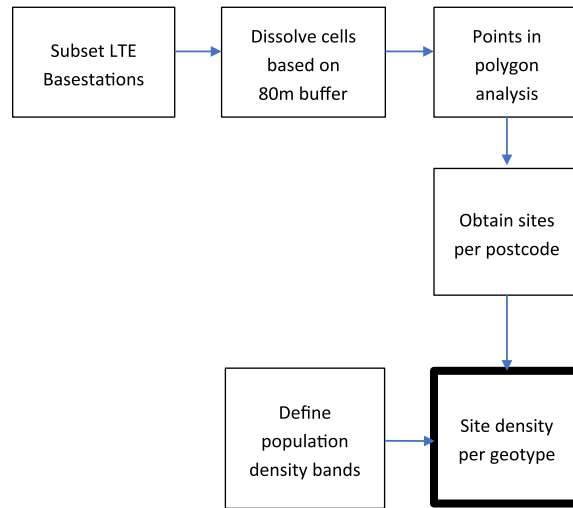 Subset LTE
Basestations
Dissolve cells
based on
80m buffer
Points in
polygon
analysis
Obtain sites
per postcode
Define
population
density bands
Site density
per geotype